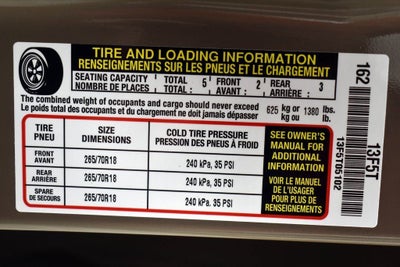 TIRE AND LOADING INFORMATION
RENSEIGNEMENTS SUR LES PNEUS ET LE CHARGEMENT
SEATING CAPACITY TOTAL : 5 FRONT : 2 REAR : 3
NOMBRE DE PLACES TOTAL : AVANT : ARRIÈRE :
The combined weight of occupants and cargo should never exceed 625 kg or 1380 lbs.
Le poids total des occupants et du chargement ne doit jamais dépasser kg ou lb.
TIRE SIZE COLD TIRE PRESSURE
PNEU DIMENSIONS PRESSION DES PNEUS À FROID
FRONT
AVANT 265/70R18 240 kPa, 35 PSI
REAR
ARRIÈRE 265/70R18 240 kPa, 35 PSI
SPARE
DE SECOURS 265/70R18 240 kPa, 35 PSI
SEE OWNER'S
MANUAL FOR
ADDITIONAL
INFORMATION
VOIR LE MANUEL
DE L'USAGER
POUR PLUS DE
RENSEIGNEMENTS
162
13F5T
13F5T05102